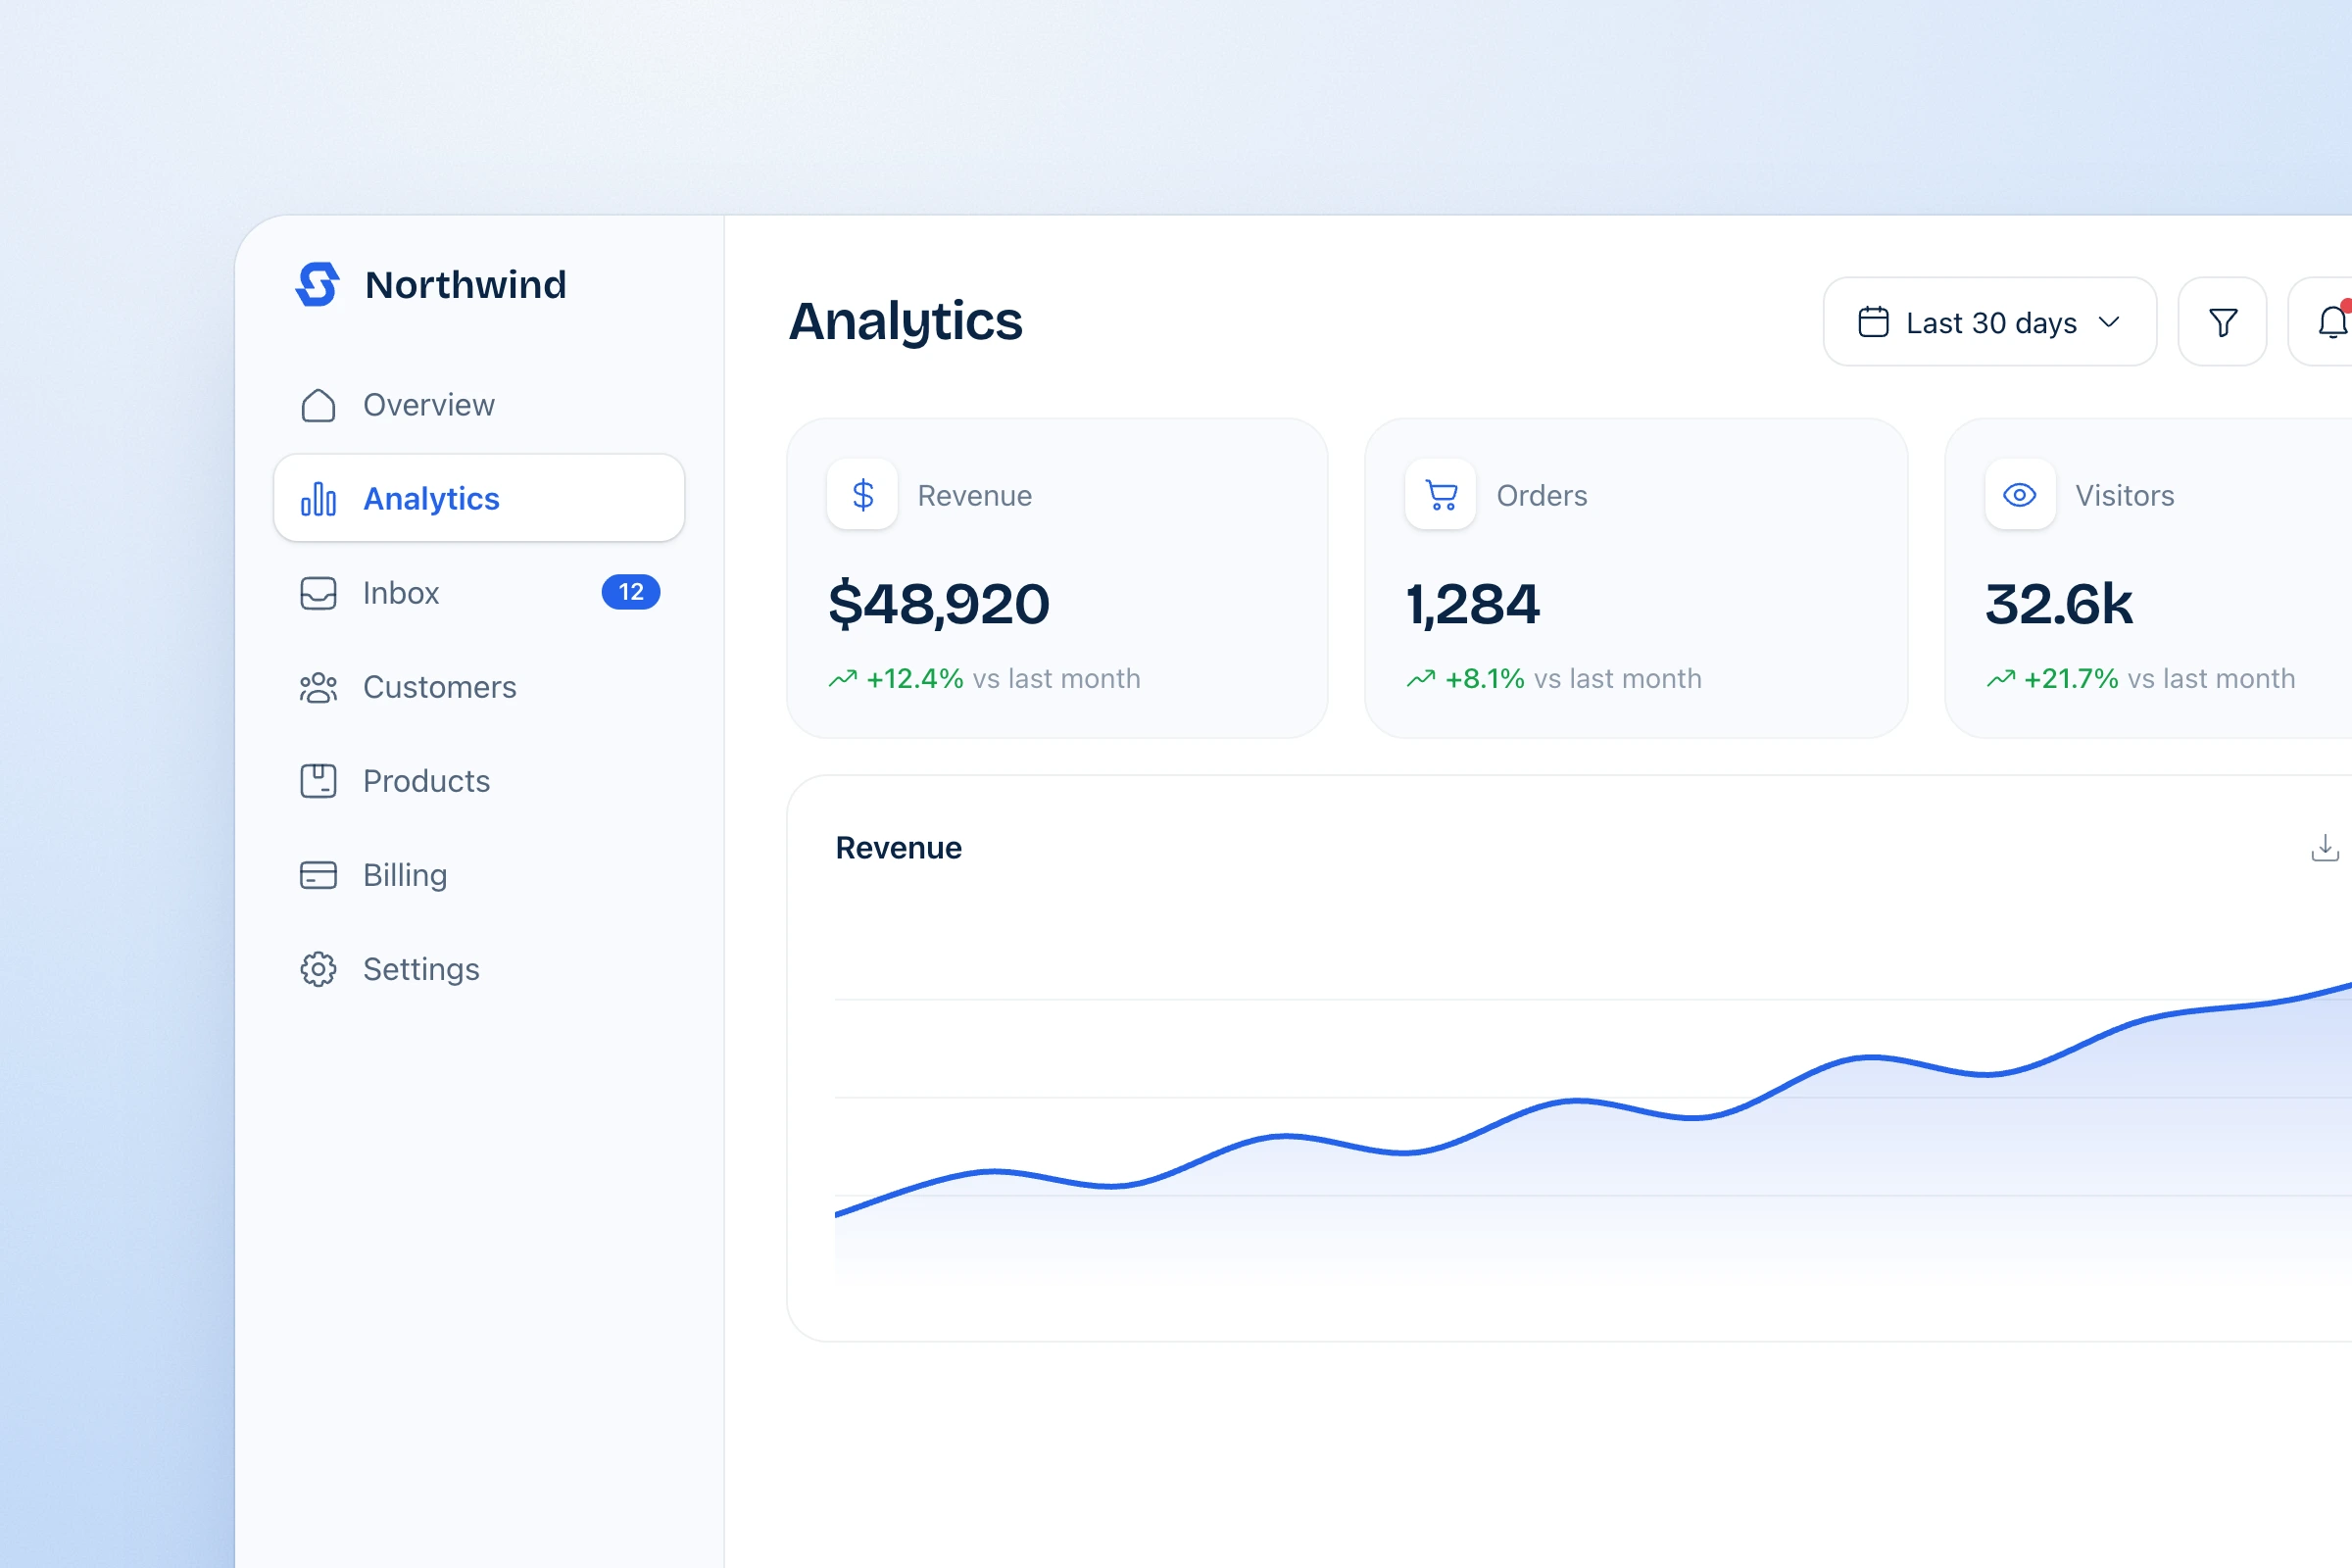 Northwind
Overview
Analytics
Inbox 12
Customers
Products
Billing
Settings
Analytics
Last 30 days
Revenue
$48,920
+12.4% vs last month
Orders
1,284
+8.1% vs last month
Visitors
32.6k
+21.7% vs last month
Revenue